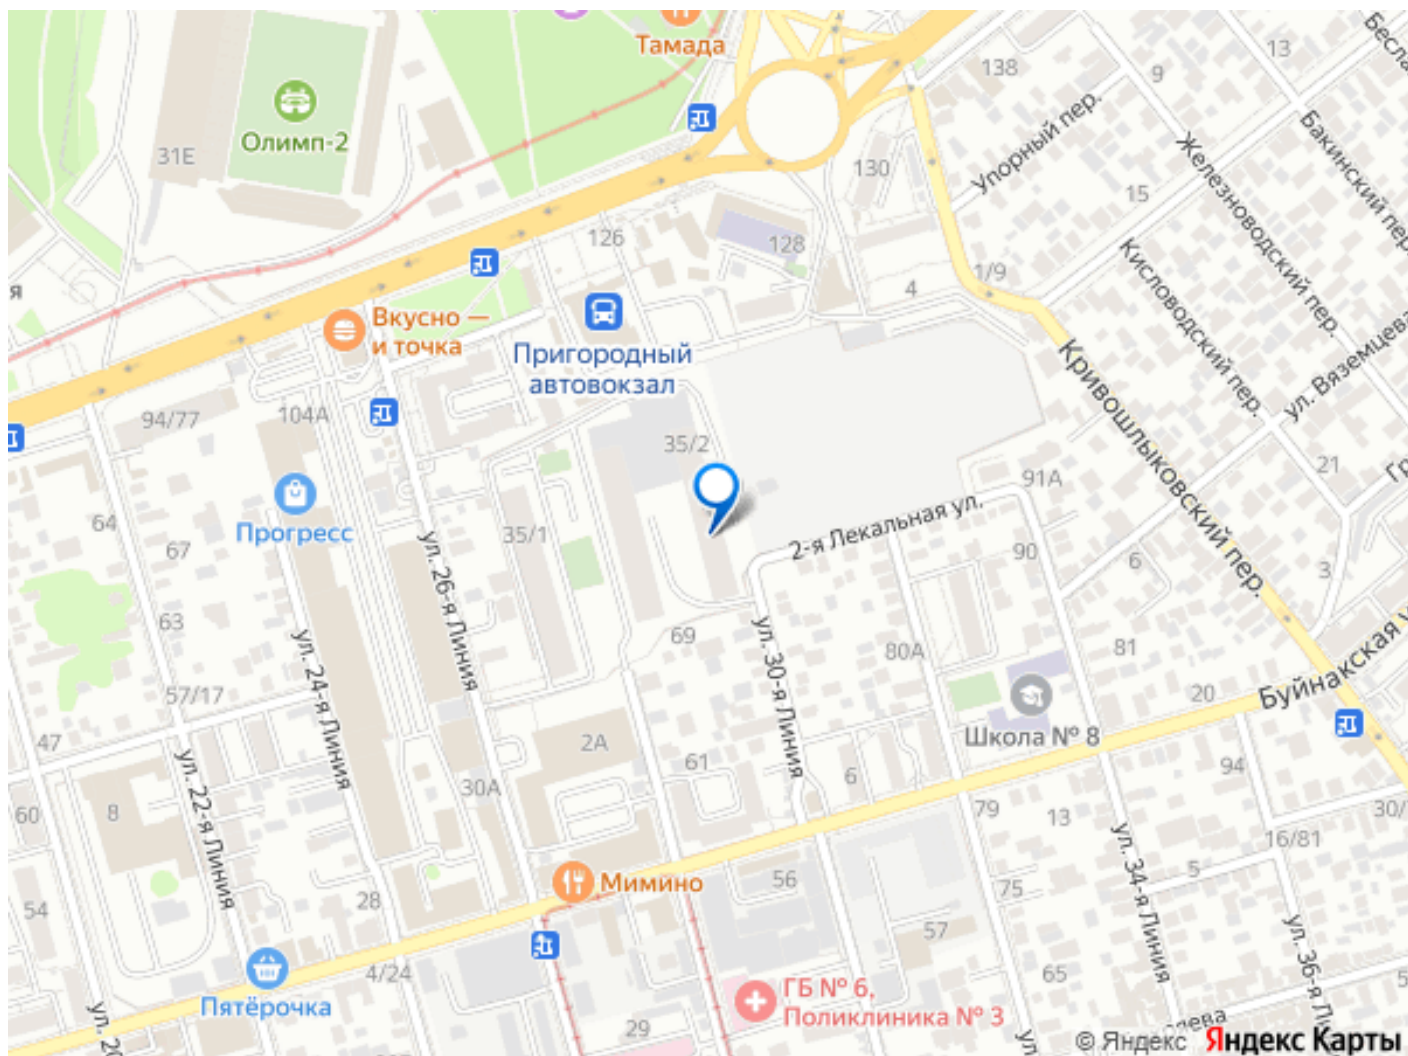 Тамада
138
13
9
Олимп-2
31Е
130
Упорный пер.
Железноводский пер.
Бакинский пер.
15
126
128
Кисловодский пер.
я
1/9
4
Вкусно —
и точка
Пригородный
автовокзал
ул. Вяземцева
Кривошлыковский пер.
94/77
104А
35/2
21
91А
64
Прогресс
67
35/1
2-я Лекальная ул.
90
6
3
ул. 26-я Линия
63
69
ул. 30-я Линия
80А
81
ул. 24-я Линия
57/17
20
Буйнакская
47
2А
Школа № 8
61
6
94
ул. 22-я Линия
30А
60
8
79
13
30/
16/81
ул. 34-я Линия
5
Мимино
56
75
28
54
57
ул. 36-я Л
4/24
65
Пятёрочка
ГБ № 6,
Поликлиника № 3
29
ул.
© Яндекс Яндекс Карты